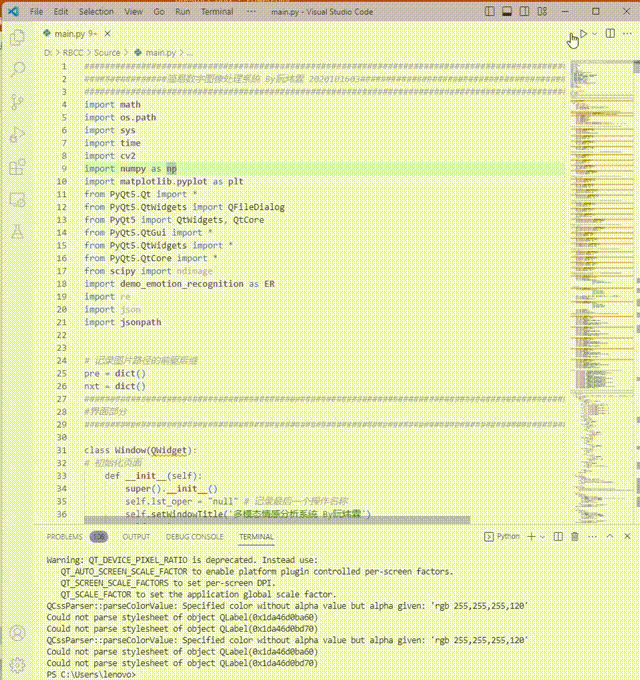 File Edit Selection View Go Run Terminal ··· main.py - Visual Studio Code
main.py 9+
D: > RBCC > Source > main.py > ...
1
2 简易数字图像处理系统 By阮炜霖
3
4 import math
5 import os.path
6 import sys
7 import time
8 import cv2
9 import numpy as np
10 import matplotlib.pyplot as plt
11 from PyQt5.Qt import *
12 from PyQt5.QtWidgets import QFileDialog
13 from PyQt5 import QtWidgets, QtCore
14 from PyQt5.QtGui import *
15 from PyQt5.QtWidgets import *
16 from PyQt5.QtCore import *
17 from scipy import ndimage
18 import demo_emotion_recognition as ER
19 import re
20 import json
21 import jsonpath
22
23
24 # 记录图片路径的前驱后继
25 pre = dict()
26 nxt = dict()
27
28 #界面部分
29
30
31 class Window(QWidget):
32 # 初始化页面
33 def __init__(self):
34 super().__init__()
35 self.lst_oper = "null" # 记录最后一个操作名称
36 self.setWindowTitle('多模态情感分析系统 By阮炜霖')
PROBLEMS OUTPUT DEBUG CONSOLE TERMINAL Python
Warning: QT_DEVICE_PIXEL_RATIO is deprecated. Instead use:
QT_AUTO_SCREEN_SCALE_FACTOR to enable platform plugin controlled per-screen factors.
QT_SCREEN_SCALE_FACTORS to set per-screen DPI.
QT_SCALE_FACTOR to set the application global scale factor.
QCssParser::parseColorValue: Specified color without alpha value but alpha given: 'rgb 255,255,255,120'
Could not parse stylesheet of object QLabel(0x1da46d0ba60)
Could not parse stylesheet of object QLabel(0x1da46d0bd70)
QCssParser::parseColorValue: Specified color without alpha value but alpha given: 'rgb 255,255,255,120'
Could not parse stylesheet of object QLabel(0x1da46d0ba60)
Could not parse stylesheet of object QLabel(0x1da46d0bd70)
PS C:\Users\lenovo>